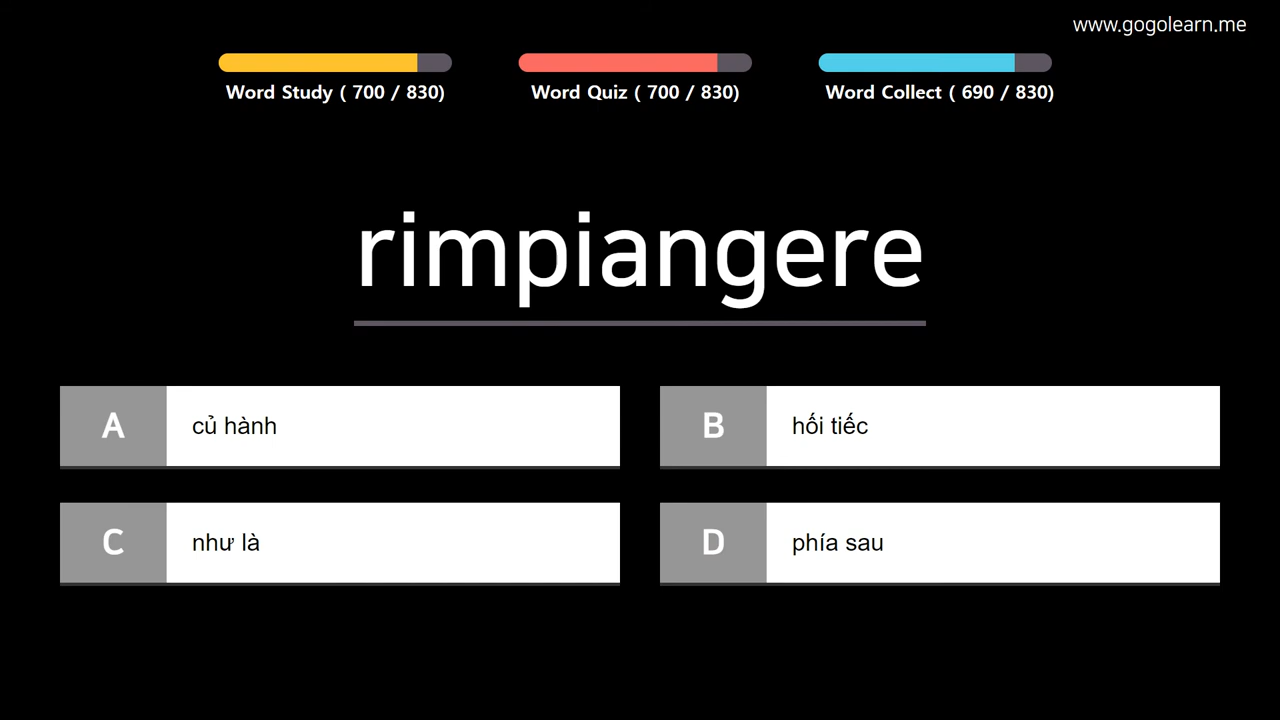 www.gogolearn.me
Word Study ( 700 / 830)
Word Quiz ( 700 / 830)
Word Collect ( 690 / 830)
rimpiangere
A củ hành
B hối tiếc
C như là
D phía sau